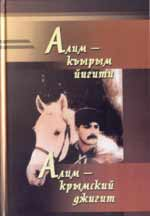 Алим –
къырым
йигити
Алим –
крымский
джигит